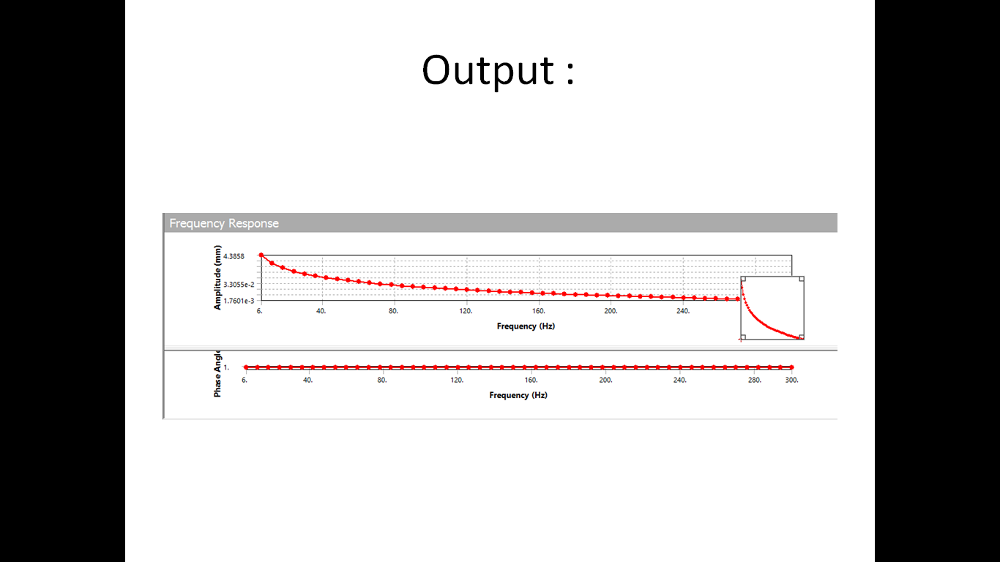 Output :
Frequency Response
Amplitude (mm)
4.3858
3.3055e-2
1.7601e-3
6. 40. 80. 120. 160. 200. 240.
Frequency (Hz)
Phase Angl
1.
6. 40. 80. 120. 160. 200. 240. 280. 300.
Frequency (Hz)